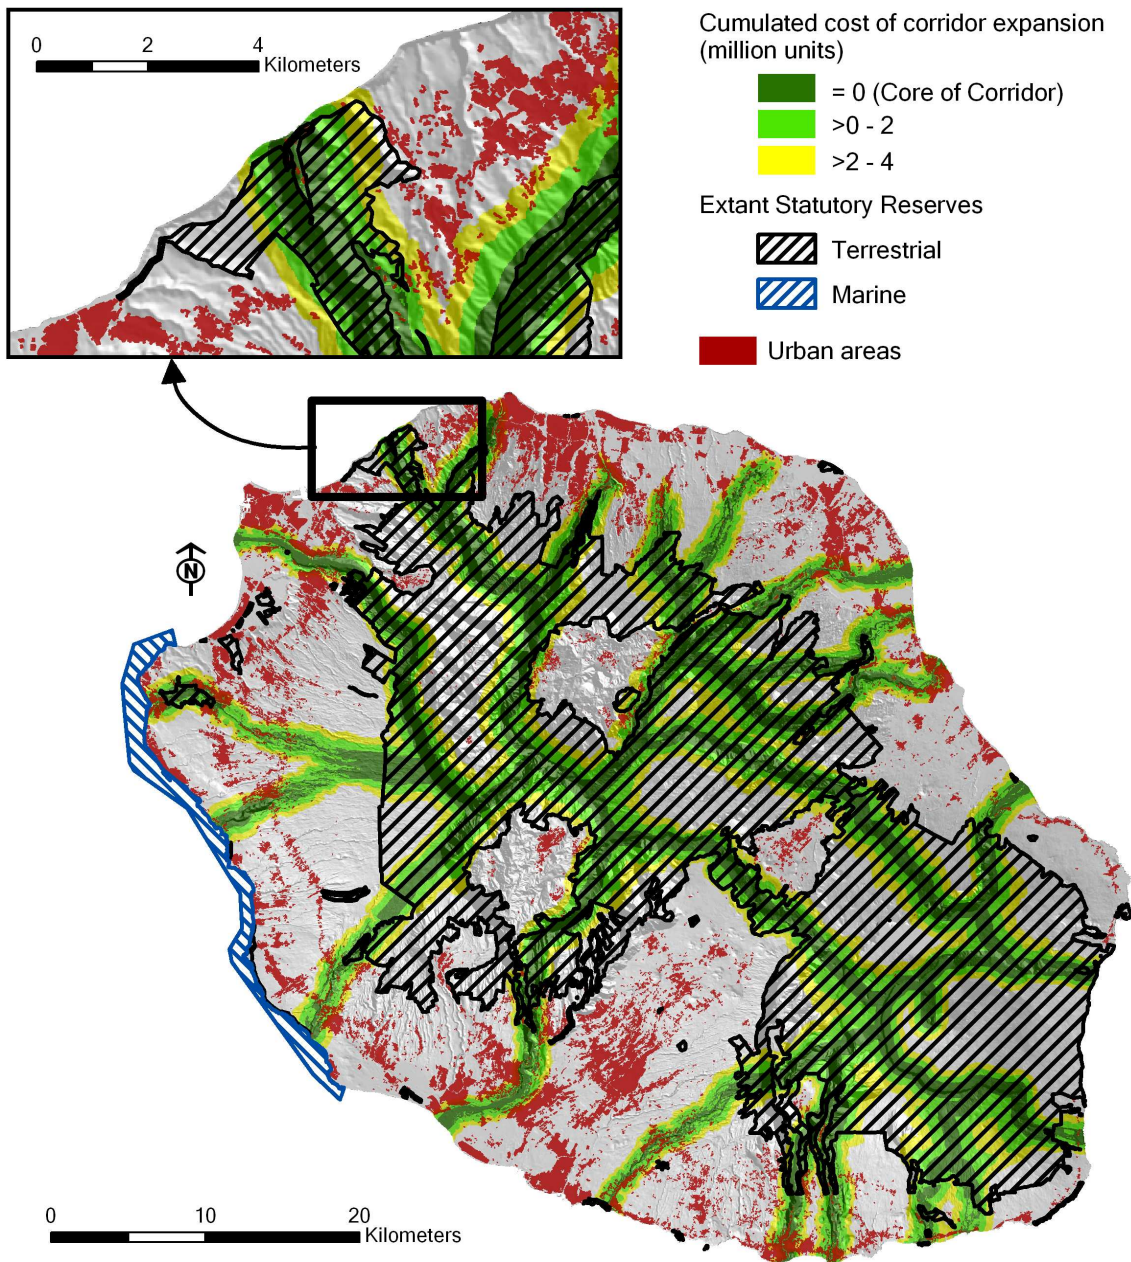 0 2 4
Kilometers
Cumulated cost of corridor expansion
(million units)
= 0 (Core of Corridor)
>0 - 2
>2 - 4
Extant Statutory Reserves
Terrestrial
Marine
Urban areas
N
0 10 20
Kilometers